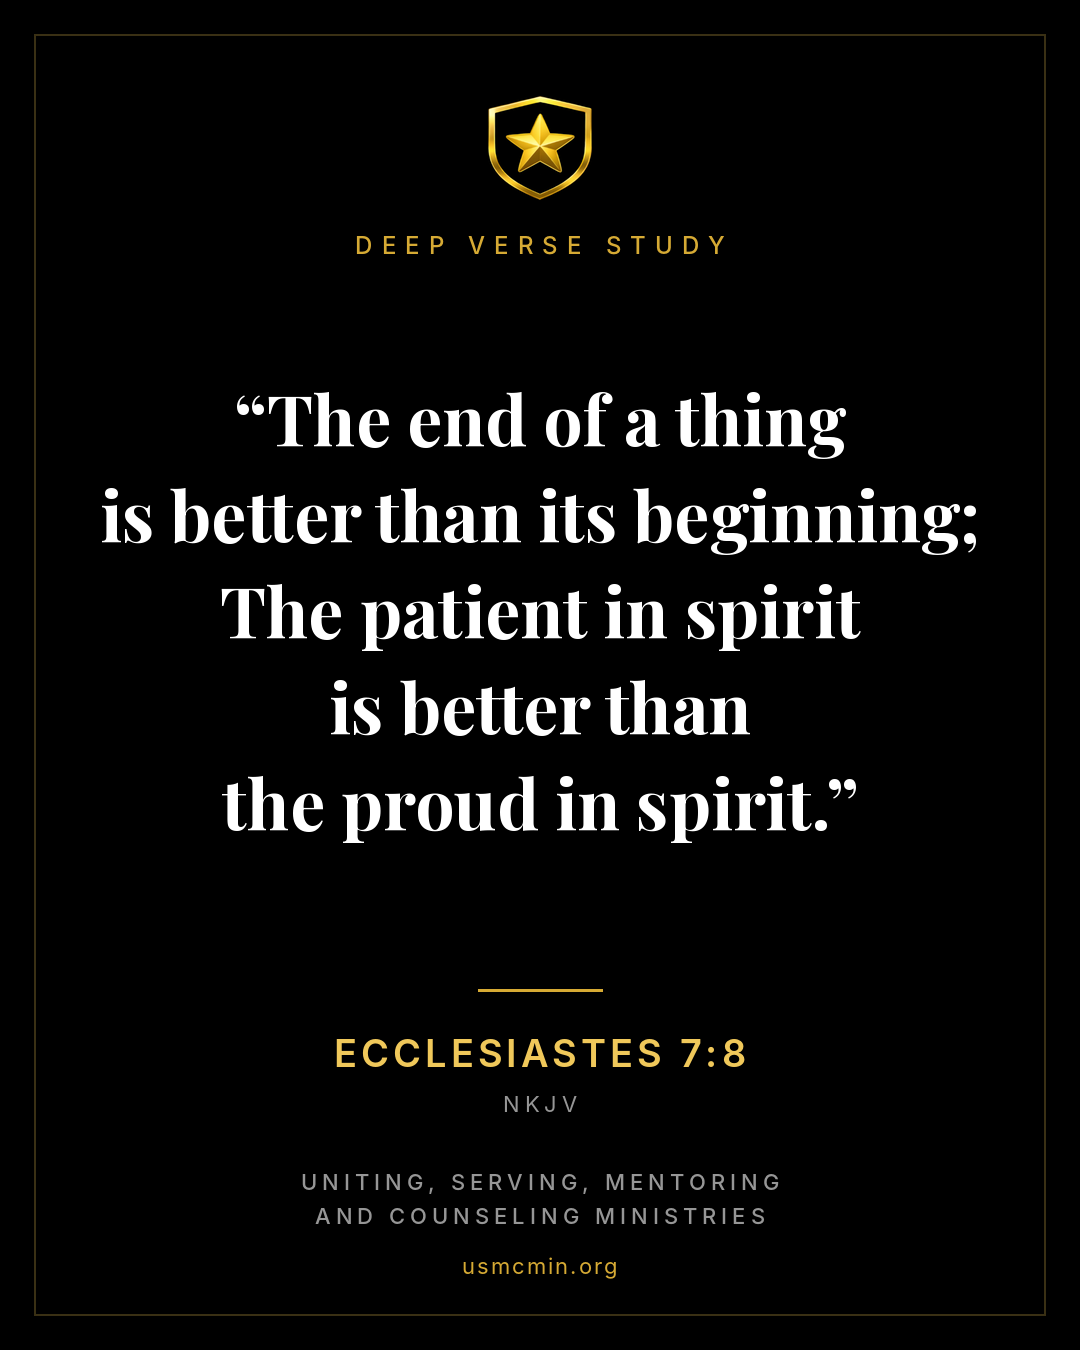 DEEP VERSE STUDY
“The end of a thing
is better than its beginning;
The patient in spirit
is better than
the proud in spirit.”
ECCLESIASTES 7:8
NKJV
UNITING, SERVING, MENTORING
AND COUNSELING MINISTRIES
usmcmin.org